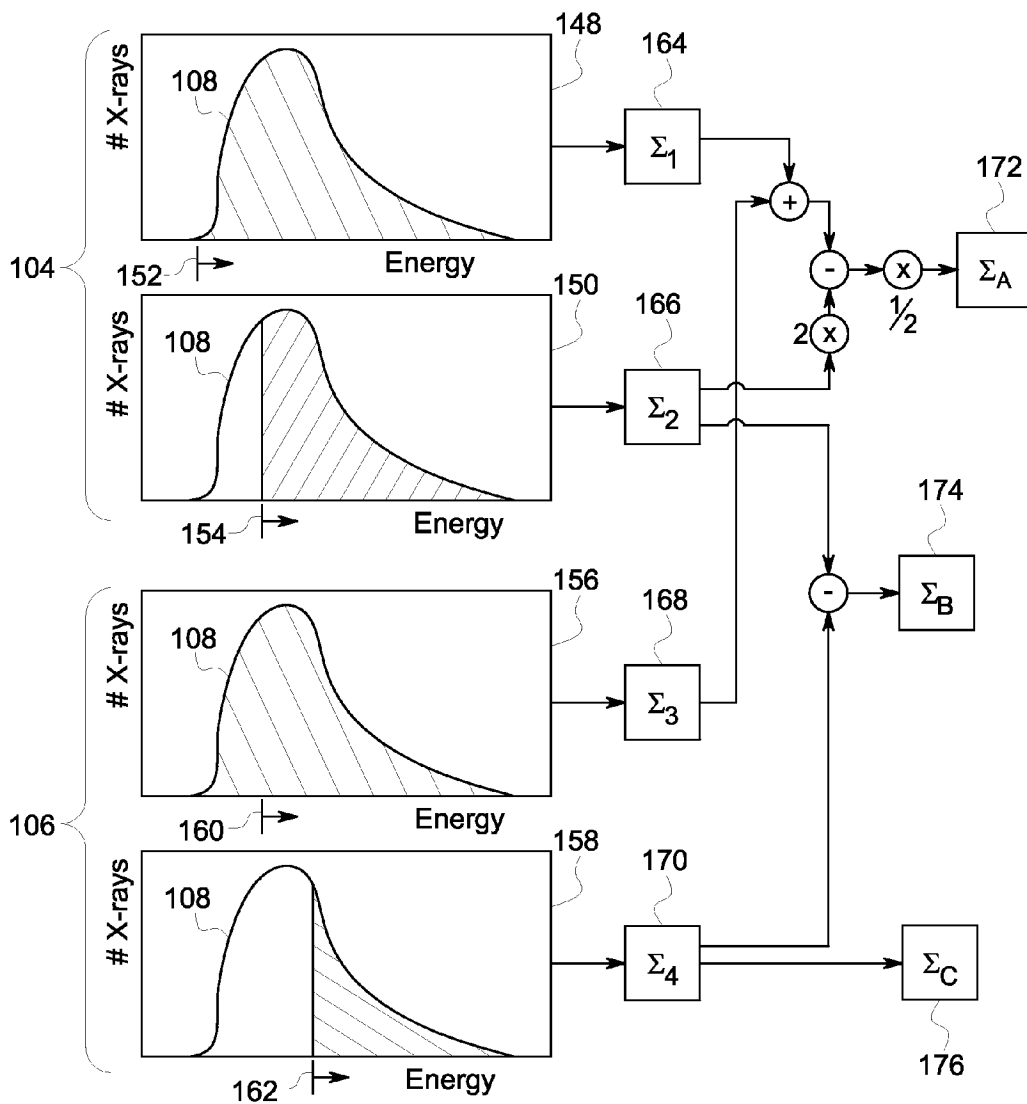 148
164
# X-rays
108
Σ1
+
172
104
152
Energy
-
x
ΣA
1/2
150
166
2
x
# X-rays
108
Σ2
154
Energy
174
156
168
-
ΣB
# X-rays
108
Σ3
106
160
Energy
158
170
# X-rays
108
Σ4
ΣC
162
Energy
176